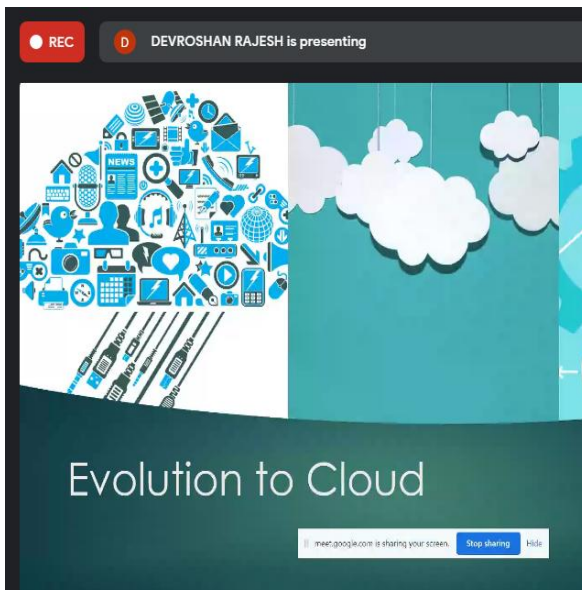 REC
D DEVROSHAN RAJESH is presenting
NEWS
Evolution to Cloud
meet.google.com is sharing your screen. Stop sharing Hide